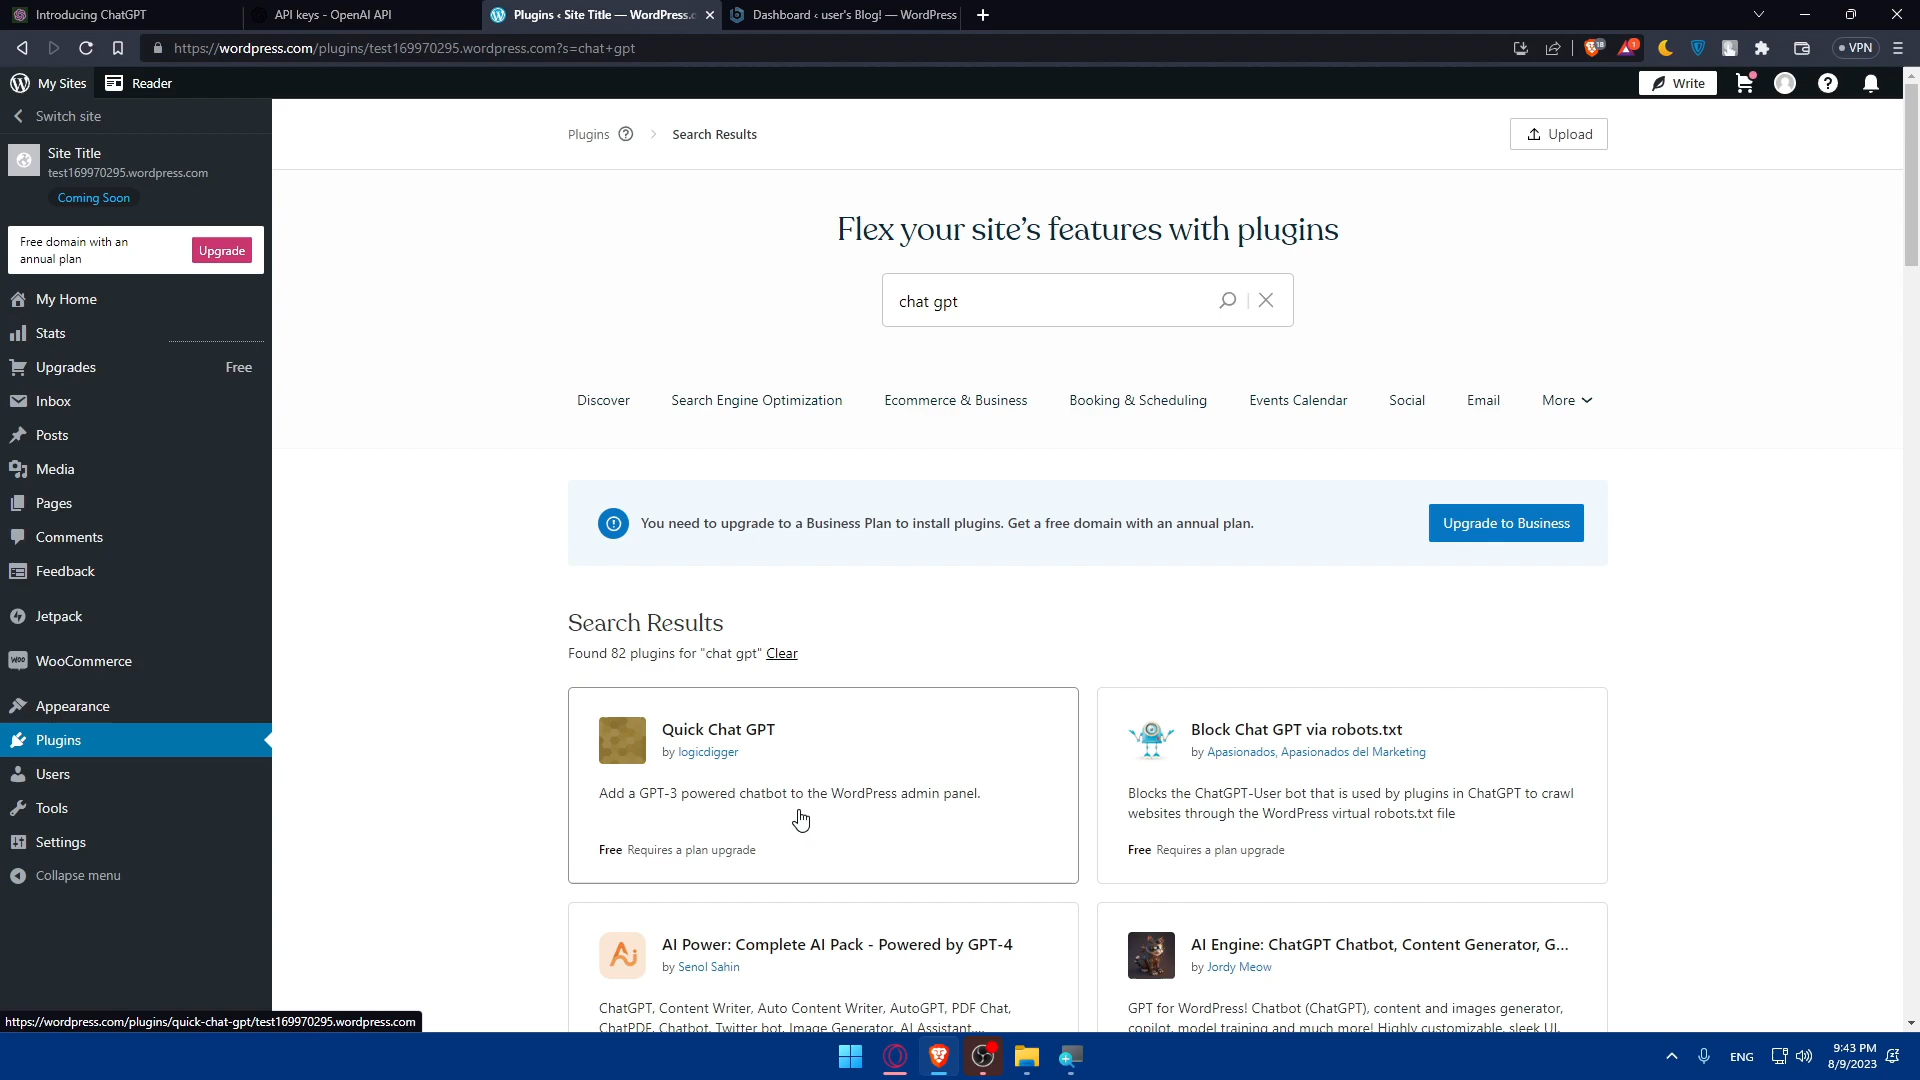 Introducing ChatGPT
API keys - OpenAI API
Plugins ‹ Site Title — WordPress.c
Dashboard ‹ user's Blog! — WordPress
https://wordpress.com/plugins/test169970295.wordpress.com?s=chat+gpt
18
1
VPN
My Sites
Reader
Write
Switch site
Site Title
test169970295.wordpress.com
Coming Soon
Free domain with an
annual plan
Upgrade
My Home
Stats
Upgrades
Free
Inbox
Posts
Media
Pages
Comments
Feedback
Jetpack
WooCommerce
Appearance
Plugins
Users
Tools
Settings
Collapse menu
Plugins
Search Results
Upload
Flex your site's features with plugins
chat gpt
Discover
Search Engine Optimization
Ecommerce & Business
Booking & Scheduling
Events Calendar
Social
Email
More
You need to upgrade to a Business Plan to install plugins. Get a free domain with an annual plan.
Upgrade to Business
Search Results
Found 82 plugins for "chat gpt" Clear
Quick Chat GPT
by logicdigger
Add a GPT-3 powered chatbot to the WordPress admin panel.
Free Requires a plan upgrade
Block Chat GPT via robots.txt
by Apasionados, Apasionados del Marketing
Blocks the ChatGPT-User bot that is used by plugins in ChatGPT to crawl
websites through the WordPress virtual robots.txt file
Free Requires a plan upgrade
AI Power: Complete AI Pack - Powered by GPT-4
by Senol Sahin
ChatGPT, Content Writer, Auto Content Writer, AutoGPT, PDF Chat,
ChatPDF, Chatbot, Twitter bot, Image Generator, AI Assistant,...
AI Engine: ChatGPT Chatbot, Content Generator, G...
by Jordy Meow
GPT for WordPress! Chatbot (ChatGPT), content and images generator,
copilot, model training and much more! Highly customizable, sleek UI.
https://wordpress.com/plugins/quick-chat-gpt/test169970295.wordpress.com
ENG
9:43 PM
8/9/2023